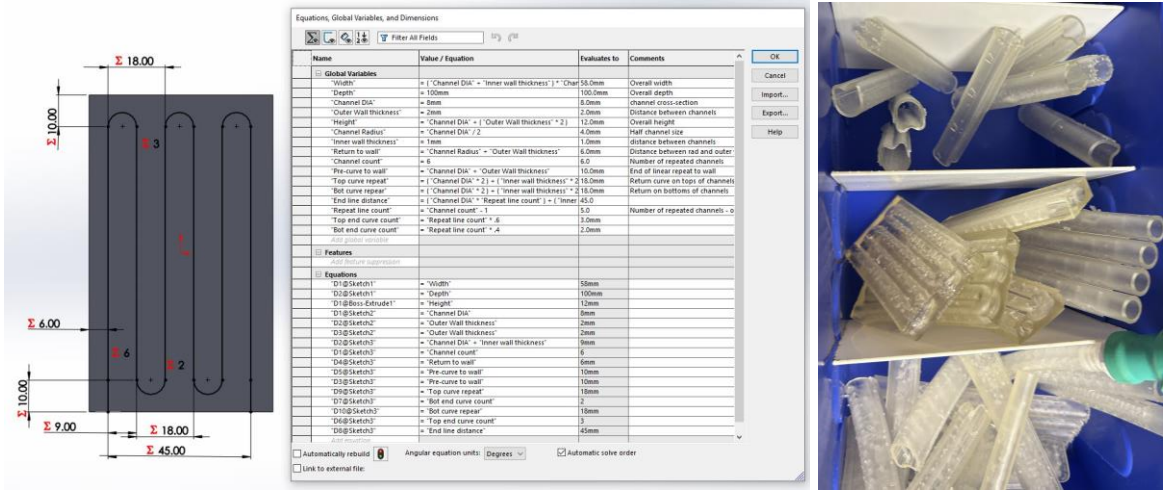 Σ 18.00
Σ 10.00
Σ 3
Σ 6.00
Σ 6
Σ 2
Σ 10.00
Σ 9.00
Σ 18.00
Σ 45.00
Equations, Global Variables, and Dimensions
Filter All Fields
Name Value / Equation Evaluates to Comments
Global Variables
"Width" = ( "Channel DIA" + "Inner wall thickness" ) * "Char 58.0mm Overall width
"Depth" = 100mm 100.0mm Overall depth
"Channel DIA" = 8mm 8.0mm channel cross-section
"Outer Wall thickness" = 2mm 2.0mm Distance between channels
"Height" = "Channel DIA" + ( "Outer Wall thickness" * 2 ) 12.0mm Overall height
"Channel Radius" = "Channel DIA" / 2 4.0mm Half channel size
"Inner wall thickness" = 1mm 1.0mm distance between channels
"Return to wall" = "Channel Radius" + "Outer Wall thickness" 6.0mm Distance between rad and outer
"Channel count" = 6 6.0 Number of repeated channels
"Pre-curve to wall" = "Channel DIA" + "Outer Wall thickness" 10.0mm End of linear repeat to wall
"Top curve repeat" = ( "Channel DIA" * 2 ) + ( "Inner wall thickness" * 2 18.0mm Return curve on tops of channels
"Bot curve repear" = ( "Channel DIA" * 2 ) + ( "Inner wall thickness" * 2 18.0mm Return on bottoms of channels
"End line distance" = ( "Channel DIA" * "Repeat line count" ) + ( "Inner 45.0
"Repeat line count" = "Channel count" - 1 5.0 Number of repeated channels - o
"Top end curve count" = "Repeat line count" * .6 3.0mm
"Bot end curve count" = "Repeat line count" * .4 2.0mm
Add global variable
Features
Add feature suppression
Equations
"D1@Sketch1" = "Width" 58mm
"D2@Sketch1" = "Depth" 100mm
"D1@Boss-Extrude1" = "Height" 12mm
"D1@Sketch2" = "Channel DIA" 8mm
"D2@Sketch2" = "Outer Wall thickness" 2mm
"D3@Sketch2" = "Outer Wall thickness" 2mm
"D2@Sketch3" = "Channel DIA" + "Inner wall thickness" 9mm
"D1@Sketch3" = "Channel count" 6
"D4@Sketch3" = "Return to wall" 6mm
"D5@Sketch3" = "Pre-curve to wall" 10mm
"D3@Sketch3" = "Pre-curve to wall" 10mm
"D9@Sketch3" = "Top curve repeat" 18mm
"D7@Sketch3" = "Bot end curve count" 2
"D10@Sketch3" = "Bot curve repear" 18mm
"D6@Sketch3" = "Top end curve count" 3
"D8@Sketch3" = "End line distance" 45mm
Add equation
OK
Cancel
Import...
Export...
Help
Automatically rebuild Angular equation units: Degrees Automatic solve order
Link to external file: